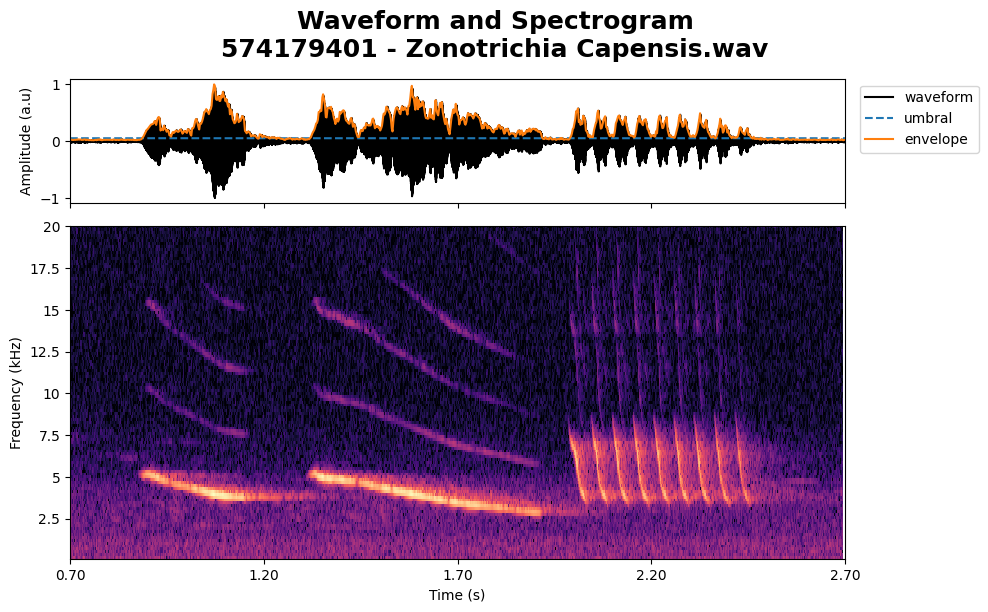 Waveform and Spectrogram
574179401 - Zonotrichia Capensis.wav
1
0
−1
Amplitude (a.u)
waveform
umbral
envelope
20
17.5
15
12.5
10
7.5
5
2.5
Frequency (kHz)
0.70
1.20
1.70
2.20
2.70
Time (s)